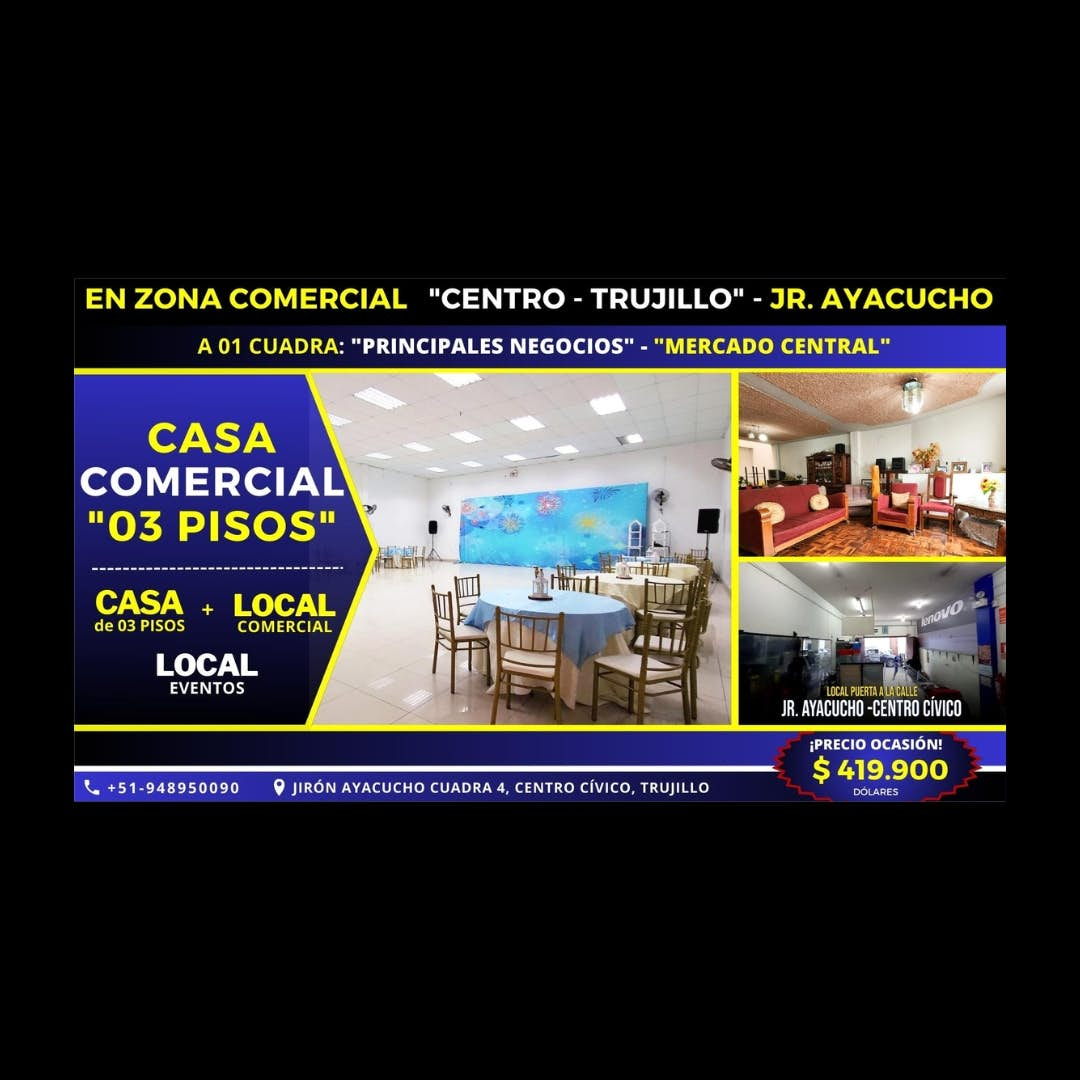 EN ZONA COMERCIAL "CENTRO - TRUJILLO" - JR. AYACUCHO
A 01 CUADRA: "PRINCIPALES NEGOCIOS" - "MERCADO CENTRAL"
CASA
COMERCIAL
"03 PISOS"
CASA + LOCAL
de 03 PISOS COMERCIAL
LOCAL
EVENTOS
lenovo
LOCAL PUERTA A LA CALLE
JR. AYACUCHO -CENTRO CÍVICO
¡PRECIO OCASIÓN!
$ 419.900
DÓLARES
+51-948950090 JIRÓN AYACUCHO CUADRA 4, CENTRO CÍVICO, TRUJILLO